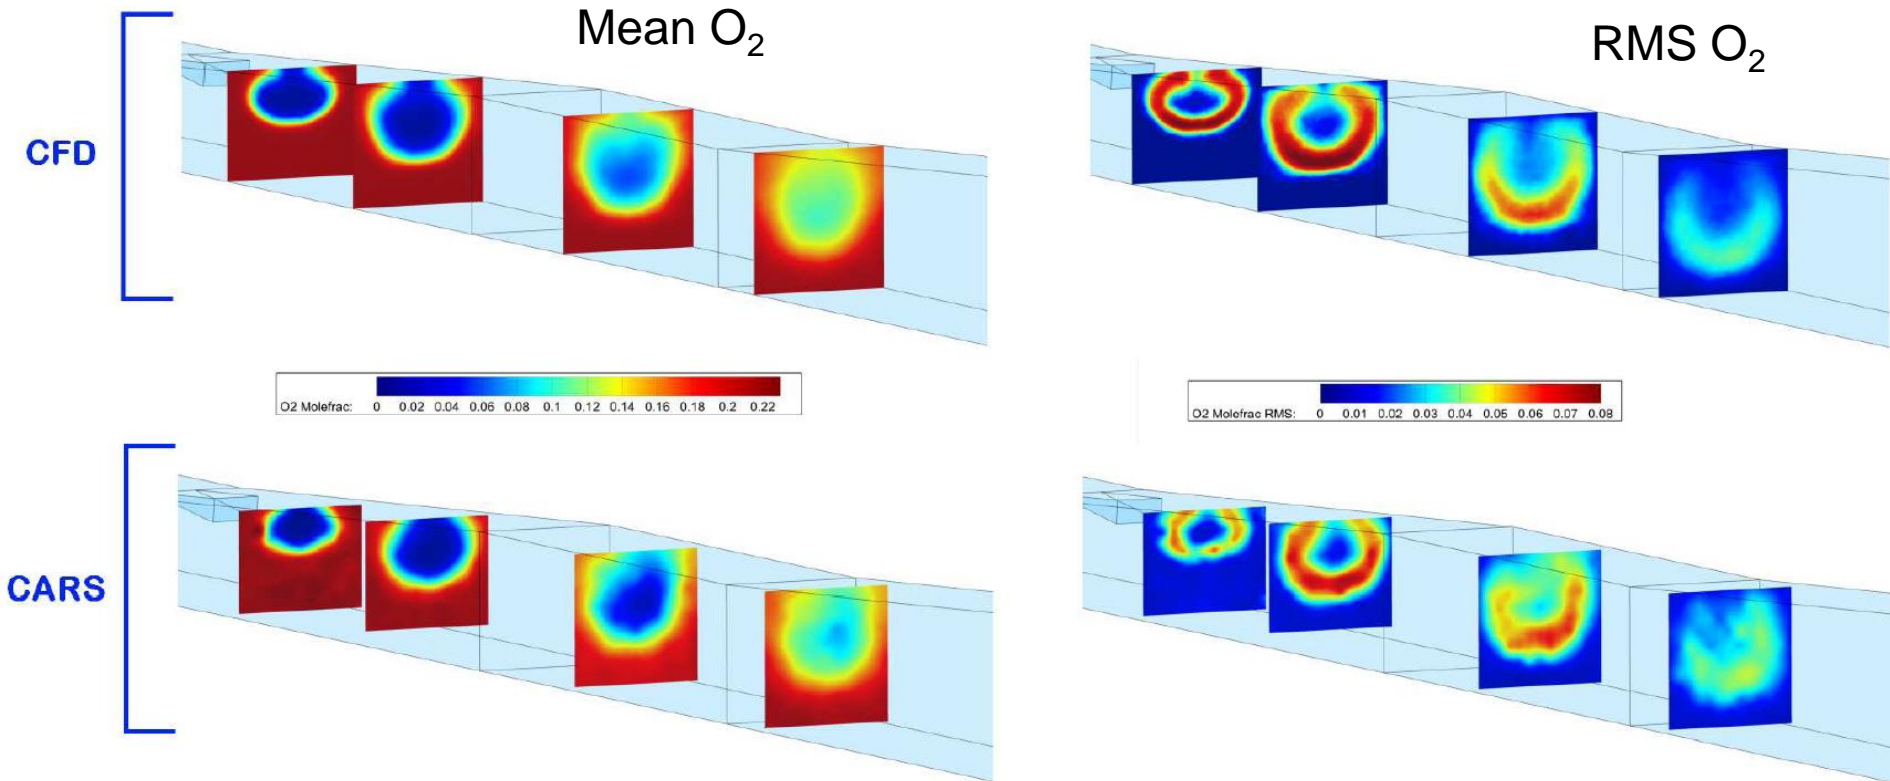 Mean O₂
RMS O₂
CFD
O2 Molefrac: 0 0.02 0.04 0.06 0.08 0.1 0.12 0.14 0.16 0.18 0.2 0.22
O2 Molefrac RMS: 0 0.01 0.02 0.03 0.04 0.05 0.06 0.07 0.08
CARS